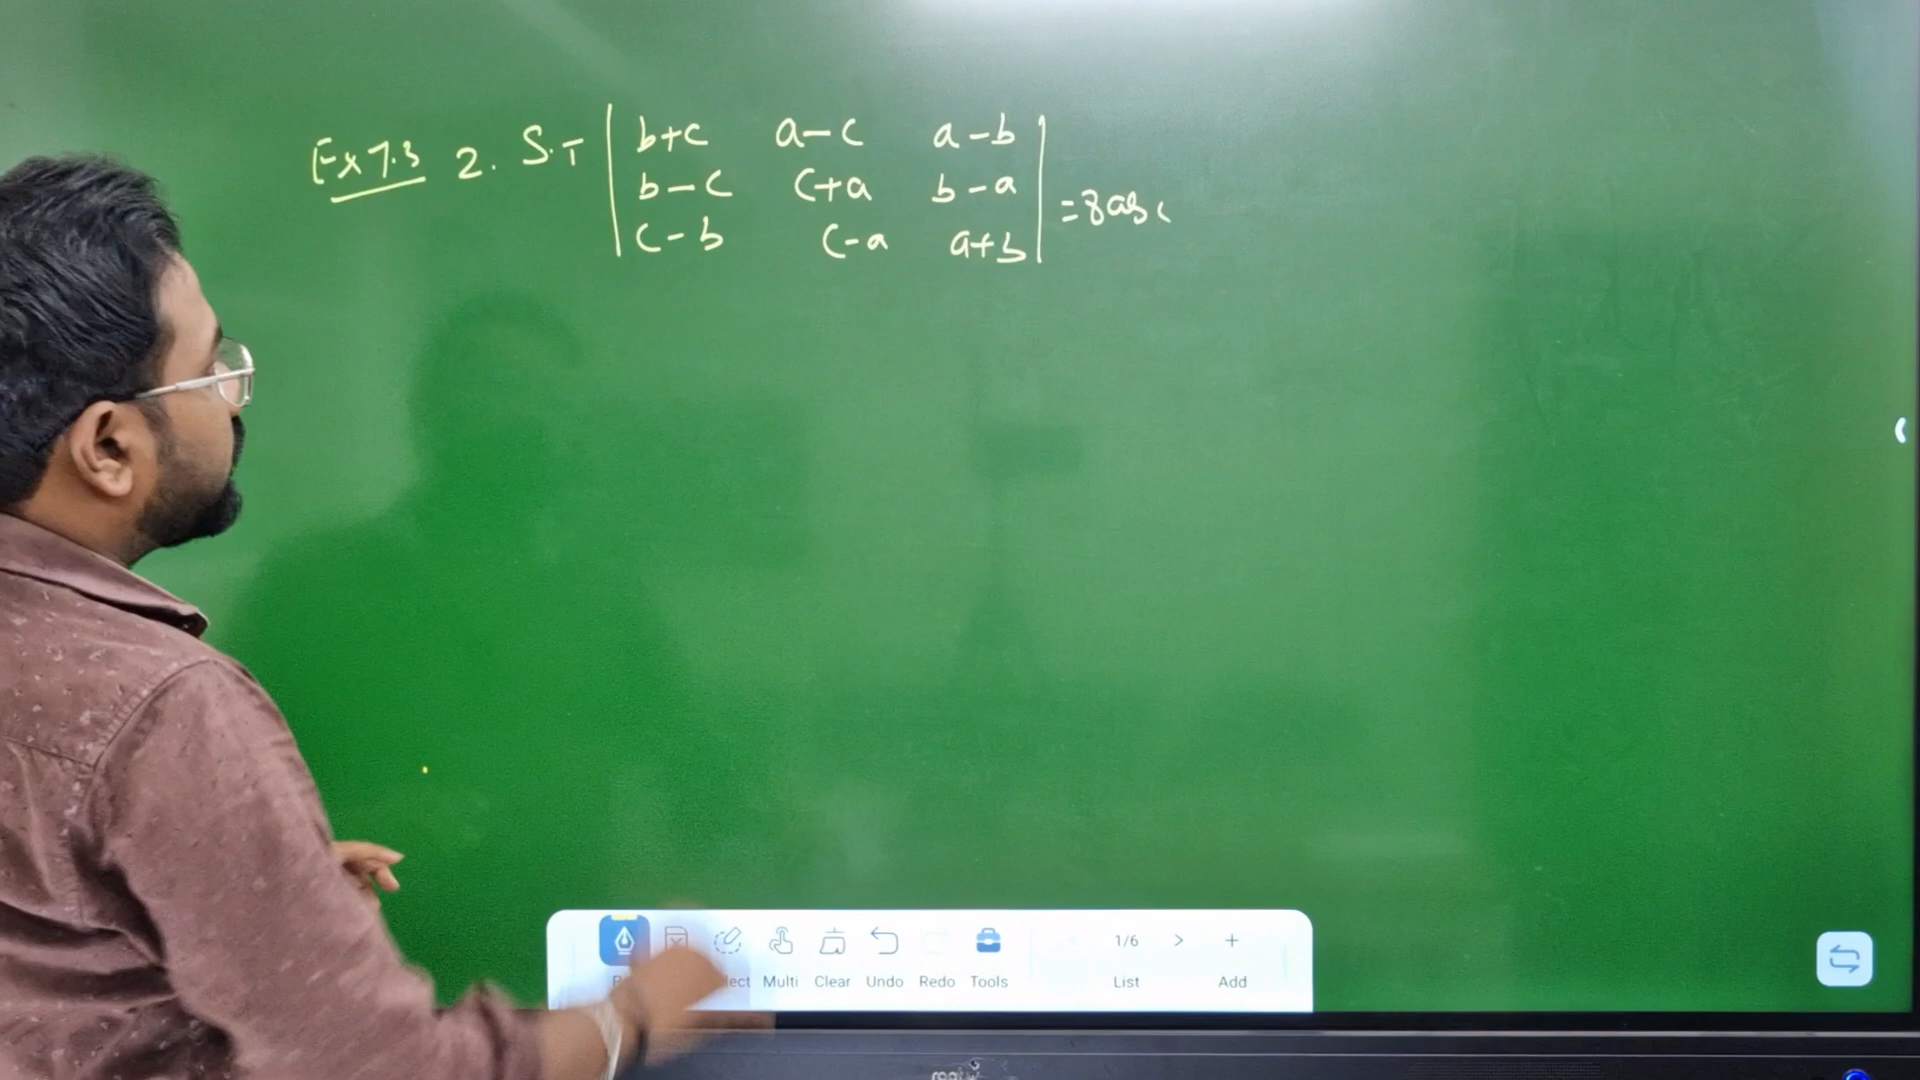 Ex 7.3 2. S.T | b+c a-c a-b |
| b-c c+a b-a | = 8abc
| c-b c-a a+b |
1/6 > +
Multi Clear Undo Redo Tools List Add